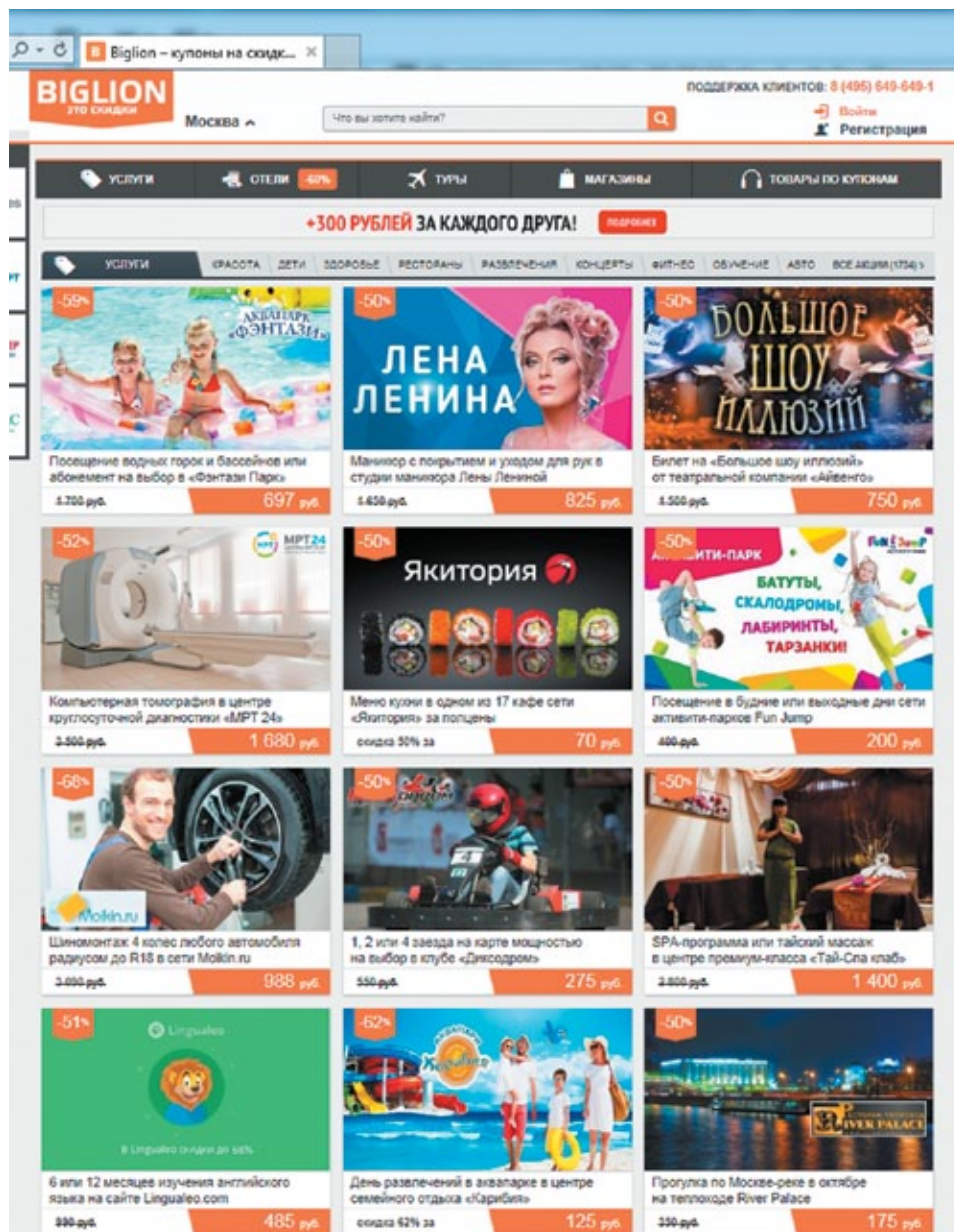 Biglion – купоны на скидк...
BIGLION
ЭТО СКИДКИ
Москва
Что вы хотите найти?
ПОДДЕРЖКА КЛИЕНТОВ: 8 (495) 649-649-1
Войти
Регистрация
УСЛУГИ ОТЕЛИ -60% ТУРЫ МАГАЗИНЫ ТОВАРЫ ПО КУПОНАМ
+300 РУБЛЕЙ ЗА КАЖДОГО ДРУГА! ПОДРОБНЕЕ
УСЛУГИ КРАСОТА ДЕТИ ЗДОРОВЬЕ РЕСТОРАНЫ РАЗВЛЕЧЕНИЯ КОНЦЕРТЫ ФИТНЕС ОБУЧЕНИЕ АВТО ВСЕ АКЦИИ (1734) >
-59%
АКВАПАРК
«ФЭНТАЗИ»
Посещение водных горок и бассейнов или
абонемент на выбор в «Фэнтази Парк»
1 700 руб. 697 руб.
-50%
ЛЕНА
ЛЕНИНА
Маникюр с покрытием и уходом для рук в
студии маникюра Лены Лениной
1 650 руб. 825 руб.
-50%
БОЛЬШОЕ
ШОУ
ИЛЛЮЗИЙ
Билет на «Большое шоу иллюзий»
от театральной компании «Айвенго»
1 500 руб. 750 руб.
-52%
МРТ24
Компьютерная томография в центре
круглосуточной диагностики «МРТ 24»
3 500 руб. 1 680 руб.
-50%
Якитория
Меню кухни в одном из 17 кафе сети
«Якитория» за полцены
скидка 50% за 70 руб.
-50%
БАТУТЫ,
СКАЛОДРОМЫ,
ЛАБИРИНТЫ,
ТАРЗАНКИ!
Fun Jump
Посещение в будние или выходные дни сети
активити-парков Fun Jump
400 руб. 200 руб.
-68%
Moikin.ru
Шиномонтаж 4 колес любого автомобиля
радиусом до R18 в сети Moikin.ru
3 090 руб. 988 руб.
-50%
4
1, 2 или 4 заезда на карте мощностью
на выбор в клубе «Диксодром»
550 руб. 275 руб.
-50%
SPA-программа или тайский массаж
в центре премиум-класса «Тай-Спа клаб»
2 800 руб. 1 400 руб.
-51%
Lingualeo
В Lingualeo скидки до 68%
6 или 12 месяцев изучения английского
языка на сайте Lingualeo.com
990 руб. 485 руб.
-62%
АКВАПАРК
Карибия
День развлечений в аквапарке в центре
семейного отдыха «Карибия»
скидка 62% за 125 руб.
-50%
RIVER PALACE
Прогулка по Москве-реке в октябре
на теплоходе River Palace
350 руб. 175 руб.